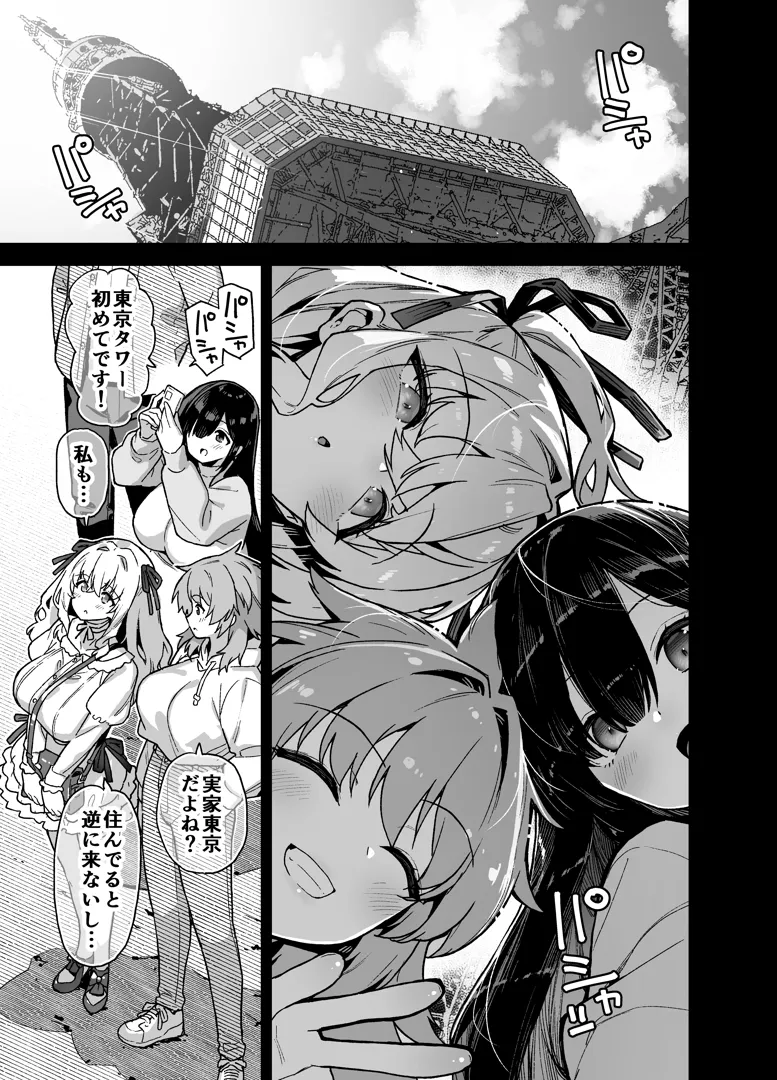 パシャ
パシャ
パシャ
パシャ
パシャ
東京タワー
初めてです！
私も…
実家東京
だよね？
住んでると
逆に来ないし…